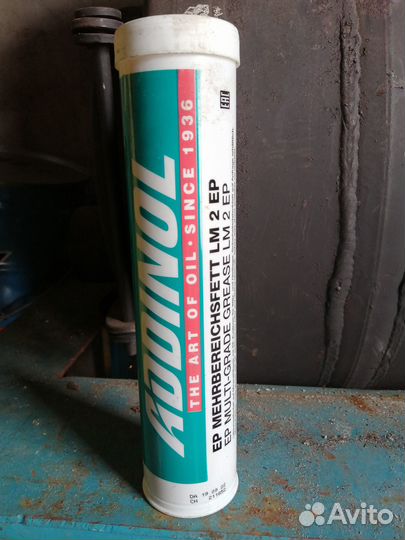 EAC
ADDINOL
THE ART OF OIL · SINCE 1936
EP MEHRBEREICHSFETT LM 2 EP
EP MULTI-GRADE GREASE LM 2 EP
Avito